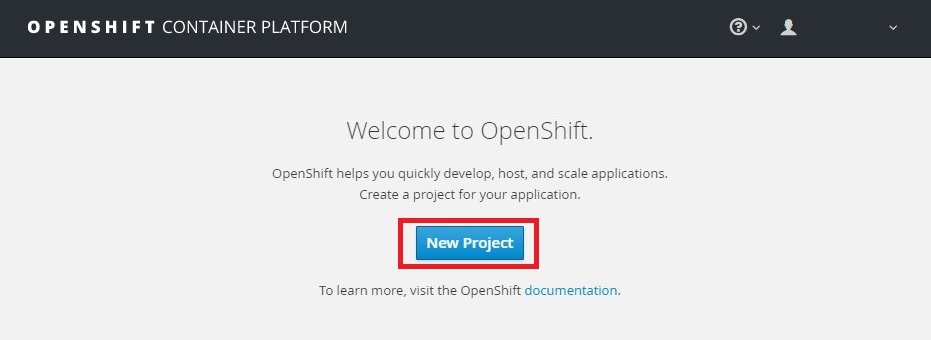 OPENSHIFT CONTAINER PLATFORM
Welcome to OpenShift.
OpenShift helps you quickly develop, host, and scale applications.
Create a project for your application.
New Project
To learn more, visit the OpenShift documentation.